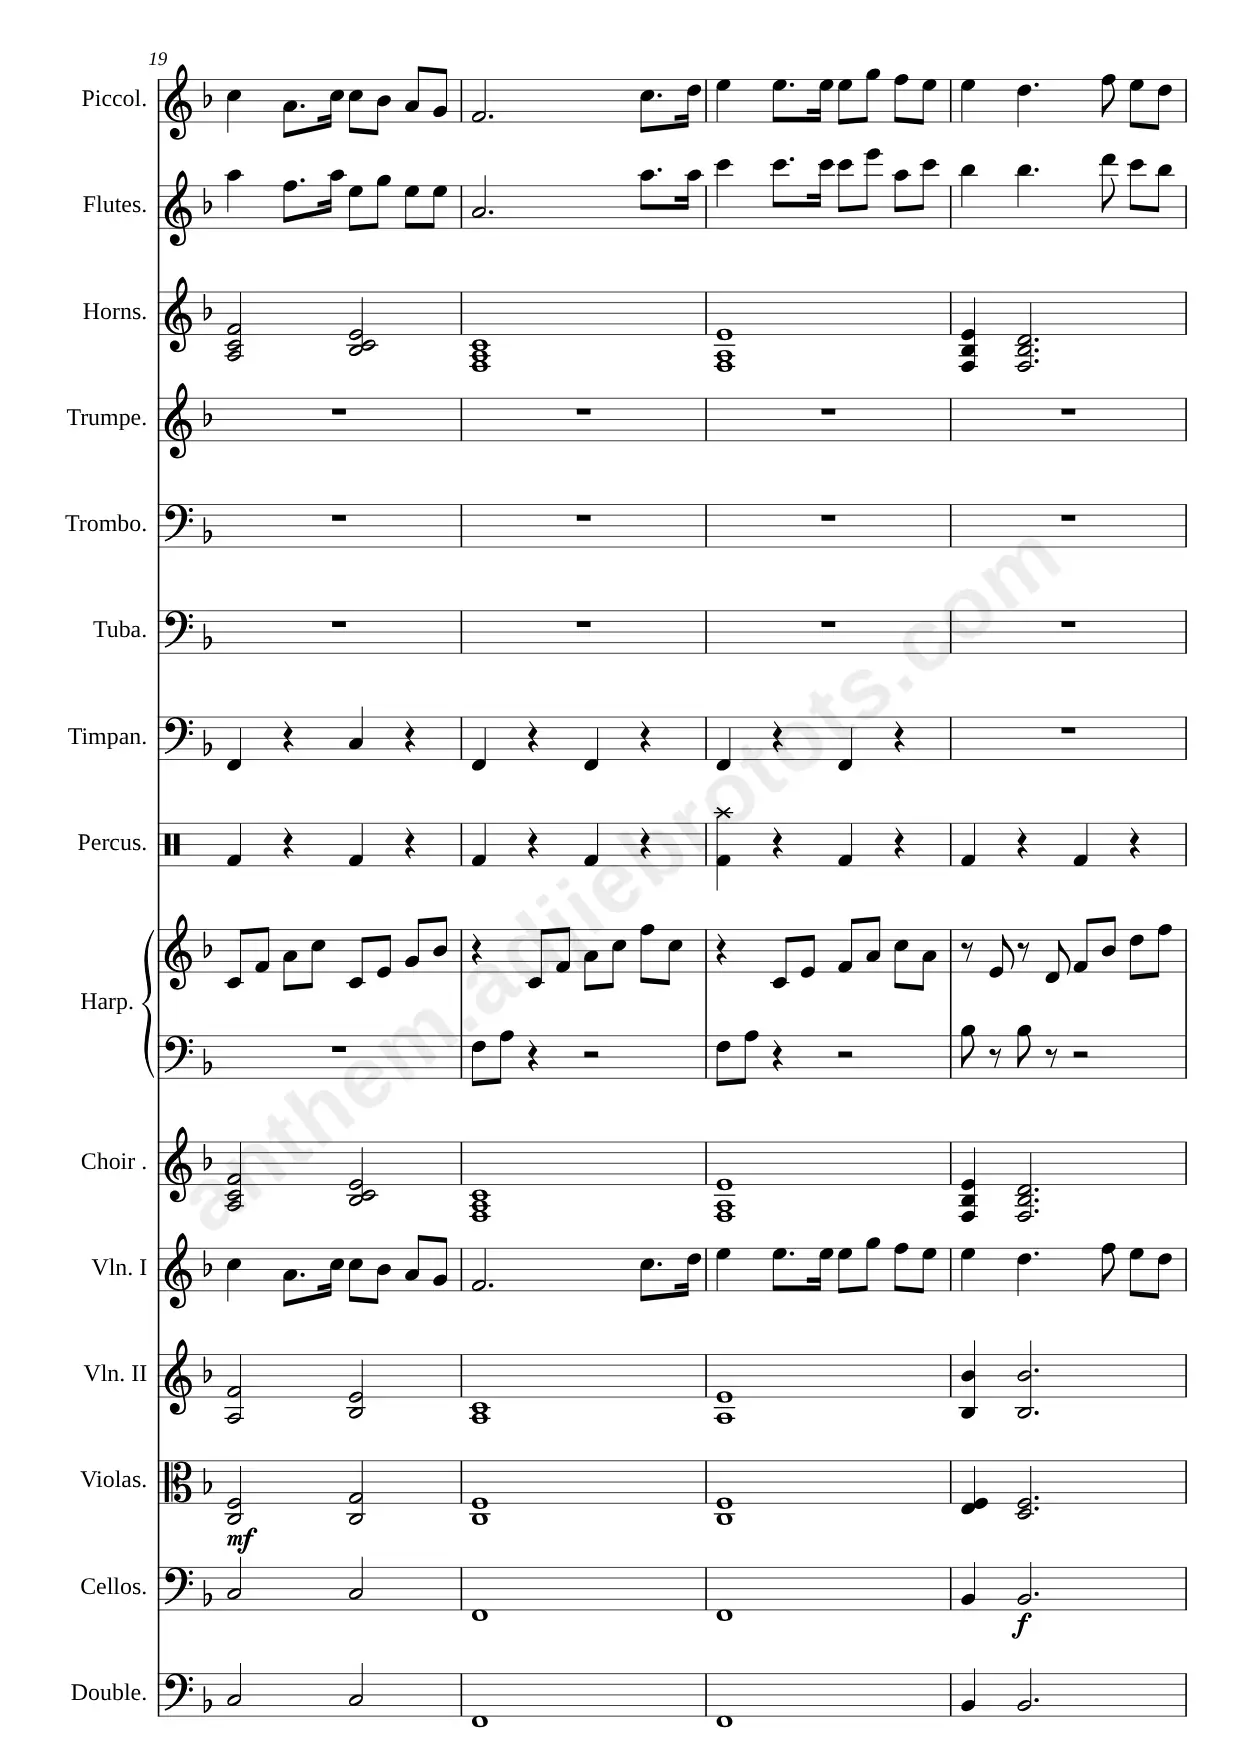 19
Piccol.
Flutes.
Horns.
Trumpe.
Trombo.
Tuba.
Timpan.
Percus.
Harp.
Choir .
Vln. I
Vln. II
Violas.
mf
Cellos.
f
Double.
anthem.adjiebrotots.com